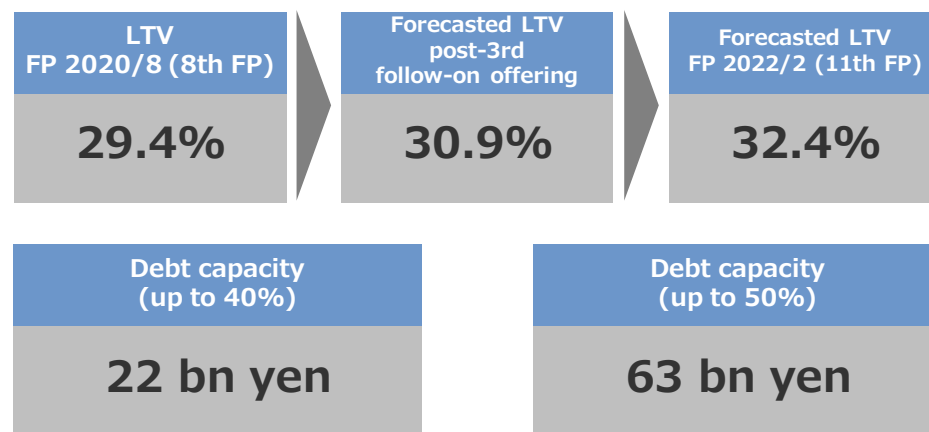 LTV
FP 2020/8 (8th FP)
29.4%
Forecasted LTV
post-3rd
follow-on offering
30.9%
Forecasted LTV
FP 2022/2 (11th FP)
32.4%
Debt capacity
(up to 40%)
22 bn yen
Debt capacity
(up to 50%)
63 bn yen